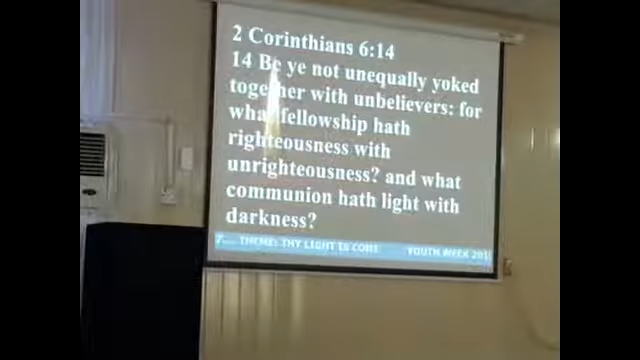 2 Corinthians 6:14
14 Be ye not unequally yoked
together with unbelievers: for
what fellowship hath
righteousness with
unrighteousness? and what
communion hath light with
darkness?
THEME: THY LIGHT IS COME YOUTH WEEK